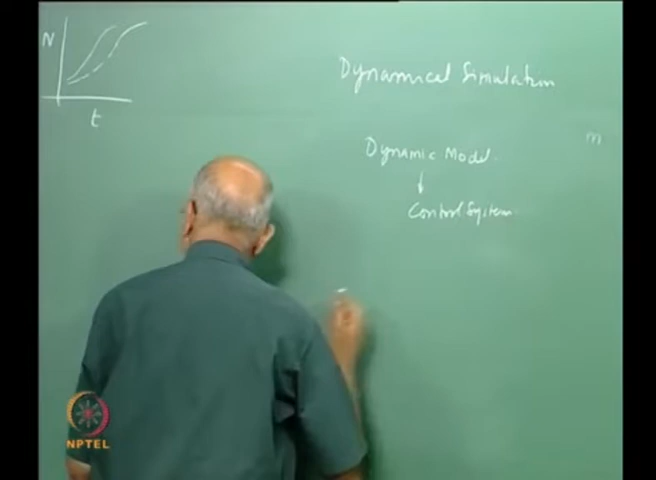 N
t
Dynamical Simulation
Dynamic Model.
↓
Control System.
m
NPTEL